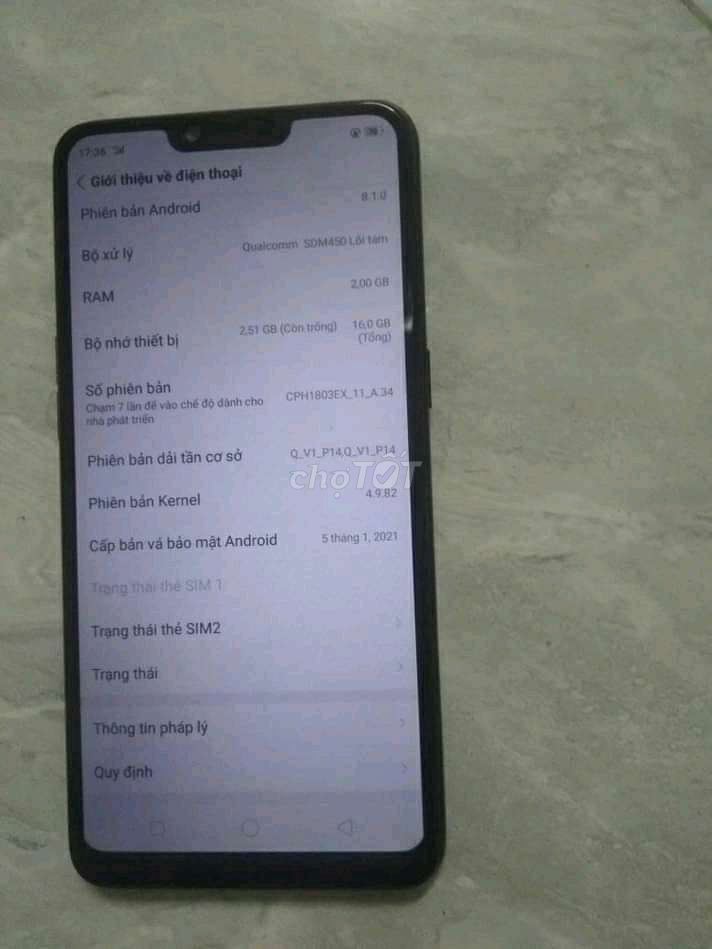 17:36
Giới thiệu về điện thoại
Phiên bản Android 8.1.0
Bộ xử lý Qualcomm SDM450 Lõi tám
RAM 2,00 GB
Bộ nhớ thiết bị 2,51 GB (Còn trống) 16,0 GB
(Tổng)
Số phiên bản CPH1803EX_11_A.34
Chạm 7 lần để vào chế độ dành cho
nhà phát triển
Phiên bản dải tần cơ sở Q_V1_P14,Q_V1_P14
chợTỐT
Phiên bản Kernel 4.9.82
Cấp bản vá bảo mật Android 5 tháng 1, 2021
Trạng thái thẻ SIM 1
Trạng thái thẻ SIM2
Trạng thái
Thông tin pháp lý
Quy định